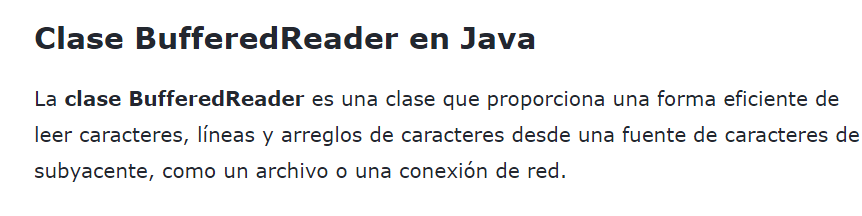 Clase BufferedReader en Java
La clase BufferedReader es una clase que proporciona una forma eficiente de
leer caracteres, líneas y arreglos de caracteres desde una fuente de caracteres de
subyacente, como un archivo o una conexión de red.